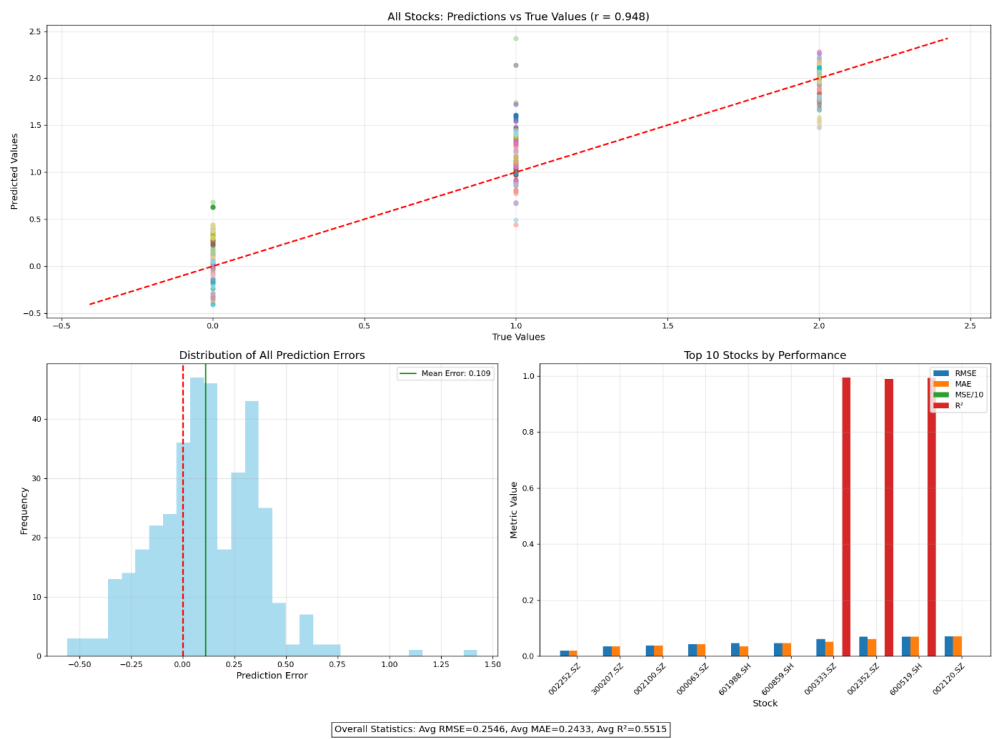 All Stocks: Predictions vs True Values (r = 0.948)
2.5
2.0
1.5
1.0
0.5
0.0
−0.5
Predicted Values
−0.5
0.0
0.5
1.0
1.5
2.0
2.5
True Values
Distribution of All Prediction Errors
Mean Error: 0.109
40
30
20
10
0
Frequency
−0.50
−0.25
0.00
0.25
0.50
0.75
1.00
1.25
1.50
Prediction Error
Top 10 Stocks by Performance
RMSE
MAE
MSE/10
R²
1.0
0.8
0.6
0.4
0.2
0.0
Metric Value
002252.SZ
300207.SZ
002100.SZ
000063.SZ
601988.SH
600859.SH
000333.SZ
002352.SZ
600519.SH
002120.SZ
Stock
Overall Statistics: Avg RMSE=0.2546, Avg MAE=0.2433, Avg R²=0.5515